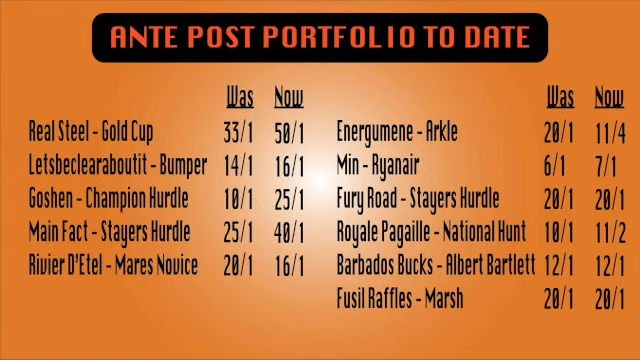 ANTE POST PORTFOLIO TO DATE
Was Now
Real Steel - Gold Cup 33/1 50/1
Letsbeclearaboutit - Bumper 14/1 16/1
Goshen - Champion Hurdle 10/1 25/1
Main Fact - Stayers Hurdle 25/1 40/1
Rivier D'Etel - Mares Novice 20/1 16/1
Was Now
Energumene - Arkle 20/1 11/4
Min - Ryanair 6/1 7/1
Fury Road - Stayers Hurdle 20/1 20/1
Royale Pagaille - National Hunt 10/1 11/2
Barbados Bucks - Albert Bartlett 12/1 12/1
Fusil Raffles - Marsh 20/1 20/1